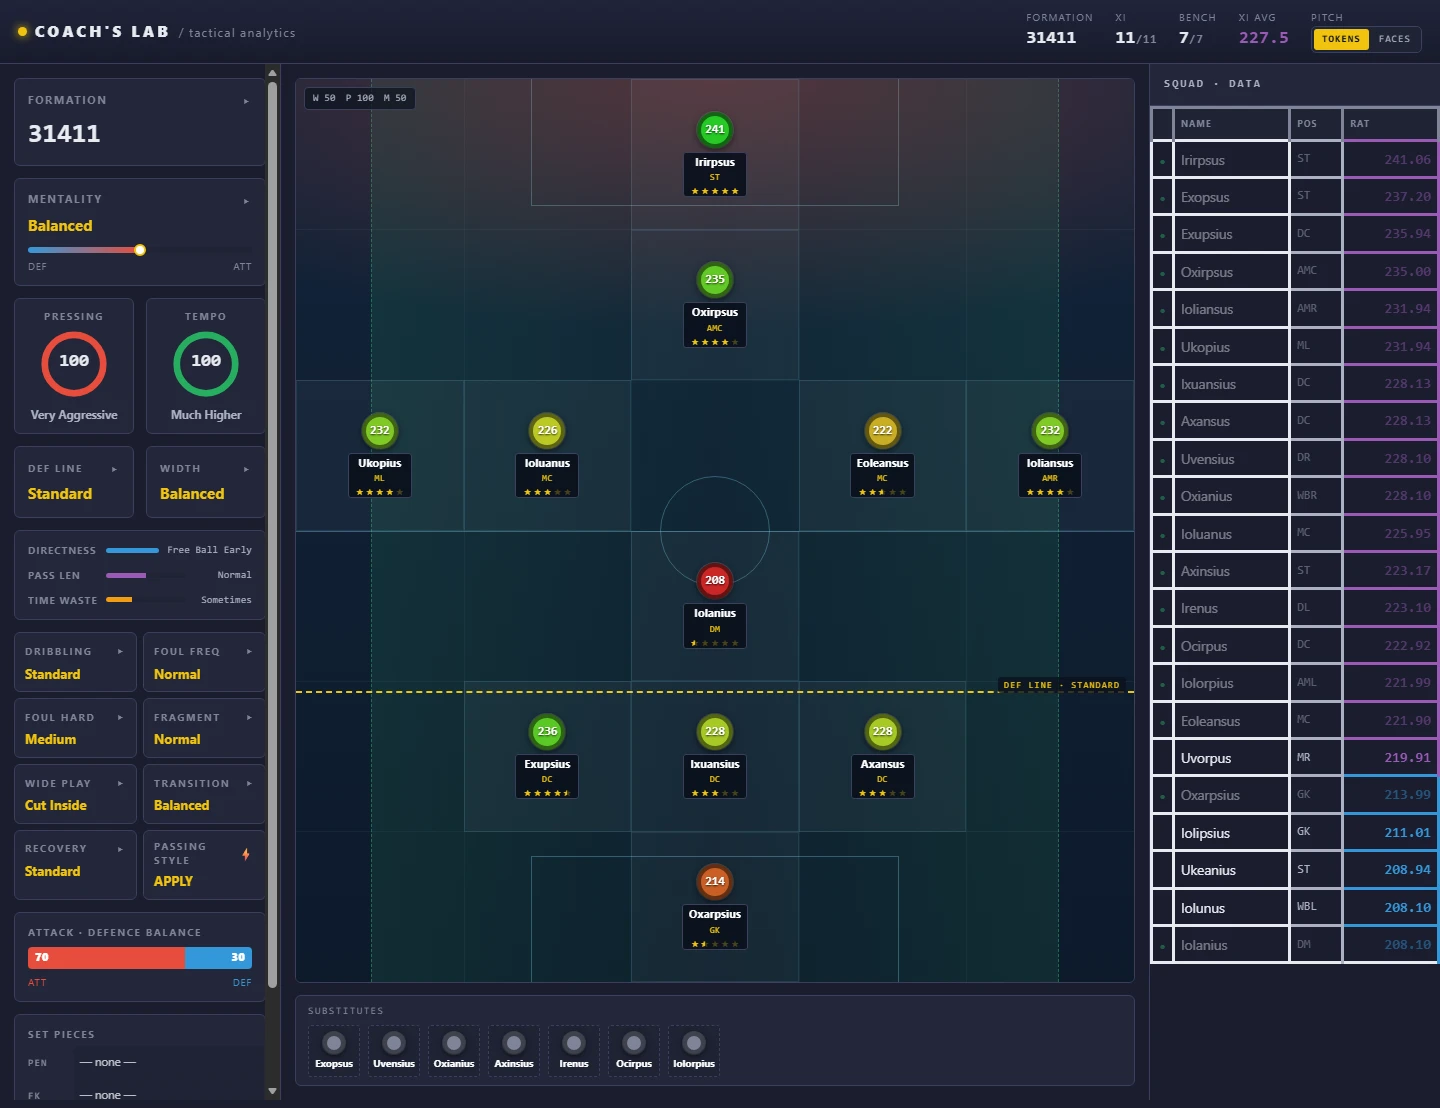 COACH'S LAB / tactical analytics
FORMATION XI BENCH XI AVG PITCH
31411 11/11 7/7 227.5 TOKENS FACES
FORMATION
31411
MENTALITY
Balanced
DEF ATT
PRESSING TEMPO
100 100
Very Aggressive Much Higher
DEF LINE WIDTH
Standard Balanced
DIRECTNESS Free Ball Early
PASS LEN Normal
TIME WASTE Sometimes
DRIBBLING FOUL FREQ
Standard Normal
FOUL HARD FRAGMENT
Medium Normal
WIDE PLAY TRANSITION
Cut Inside Balanced
RECOVERY PASSING STYLE
Standard APPLY
ATTACK · DEFENCE BALANCE
70 30
ATT DEF
SET PIECES
PEN — none —
FK — none —
W 50 P 100 M 50
241
Irirpsus
ST
235
Oxirpsus
AMC
232 226 222 232
Ukopius Ioluanus Eoleansus Ioliansus
ML MC MC AMR
208
Iolanius
DM
DEF LINE · STANDARD
236 228 228
Exupsius Ixuansius Axansus
DC DC DC
214
Oxarpsius
GK
SUBSTITUTES
Exopsus Uvensius Oxianius Axinsius Irenus Ocirpus Iolorpius
SQUAD · DATA
NAME POS RAT
Irirpsus ST 241.06
Exopsus ST 237.20
Exupsius DC 235.94
Oxirpsus AMC 235.00
Ioliansus AMR 231.94
Ukopius ML 231.94
Ixuansius DC 228.13
Axansus DC 228.13
Uvensius DR 228.10
Oxianius WBR 228.10
Ioluanus MC 225.95
Axinsius ST 223.17
Irenus DL 223.10
Ocirpus DC 222.92
Iolorpius AML 221.99
Eoleansus MC 221.90
Uvorpus MR 219.91
Oxarpsius GK 213.99
Iolipsius GK 211.01
Ukeanius ST 208.94
Iolunus WBL 208.10
Iolanius DM 208.10